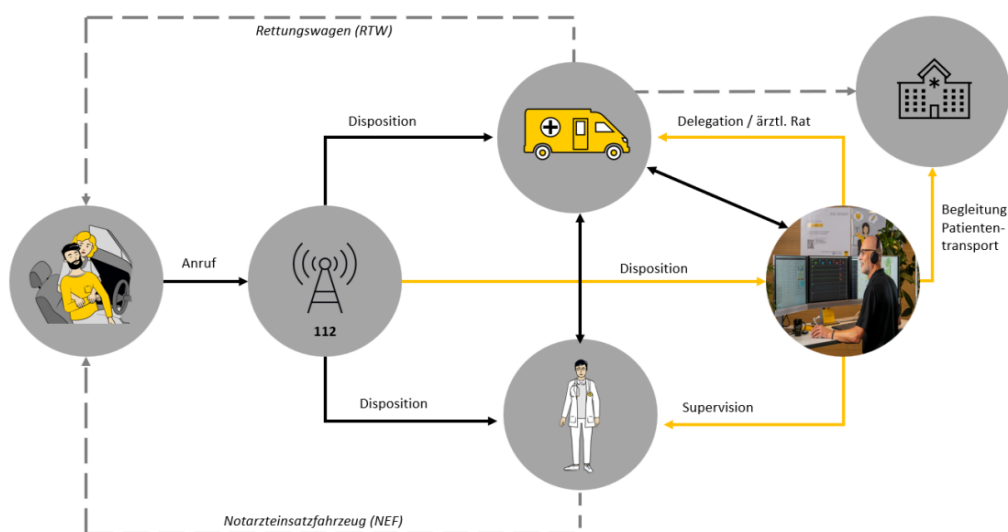 Rettungswagen (RTW)
Disposition
Delegation / ärztl. Rat
Anruf
112
Disposition
Begleitung
Patienten-
transport
Disposition
Supervision
Notarzteinsatzfahrzeug (NEF)